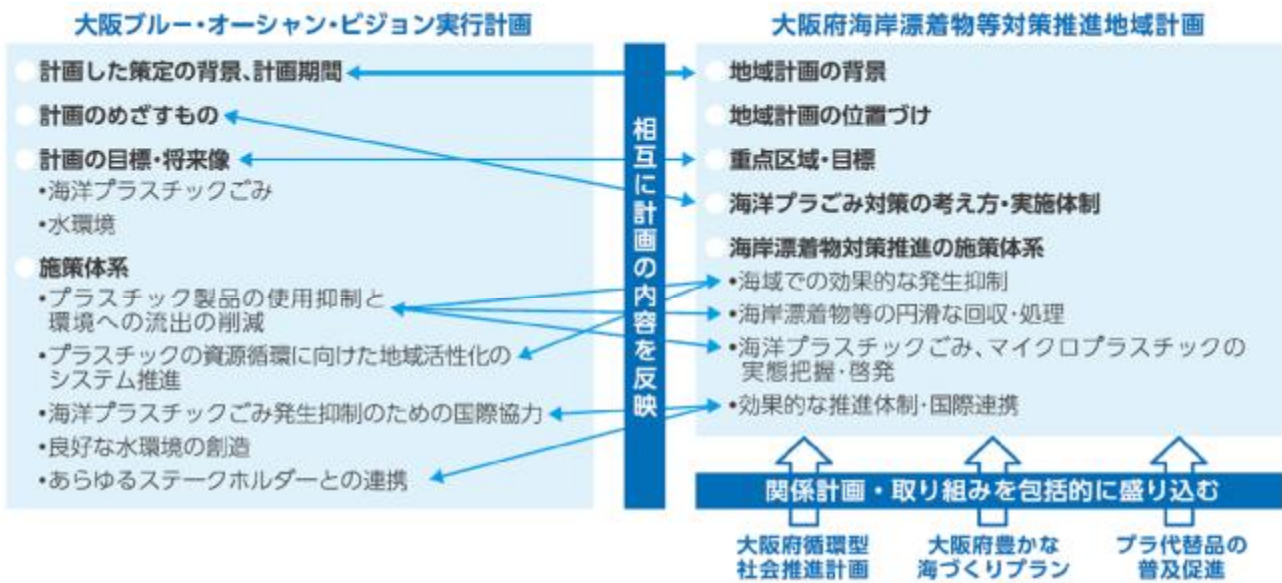 大阪ブルー・オーシャン・ビジョン実行計画
計画した策定の背景、計画期間
計画のめざすもの
計画の目標・将来像
・海洋プラスチックごみ
・水環境
施策体系
・プラスチック製品の使用抑制と
環境への流出の削減
・プラスチックの資源循環に向けた地域活性化の
システム推進
・海洋プラスチックごみ発生抑制のための国際協力
・良好な水環境の創造
・あらゆるステークホルダーとの連携
相互に計画の内容を反映
大阪府海岸漂着物等対策推進地域計画
地域計画の背景
地域計画の位置づけ
重点区域・目標
海洋プラごみ対策の考え方・実施体制
海岸漂着物対策推進の施策体系
・海域での効果的な発生抑制
・海岸漂着物等の円滑な回収・処理
・海洋プラスチックごみ、マイクロプラスチックの
実態把握・啓発
・効果的な推進体制・国際連携
関係計画・取り組みを包括的に盛り込む
大阪府循環型
社会推進計画
大阪府豊かな
海づくりプラン
プラ代替品の
普及促進